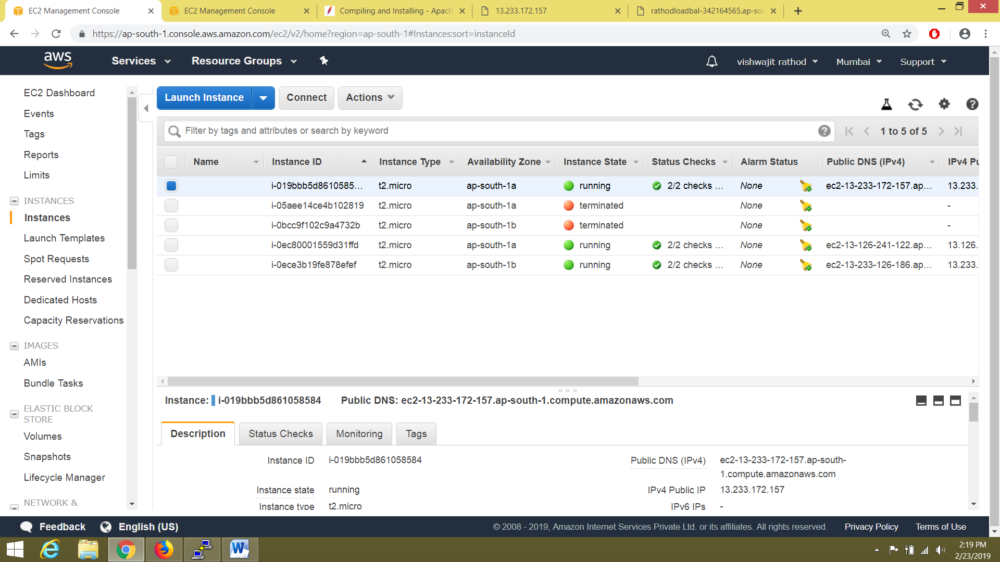 EC2 Management Console
EC2 Management Console
Compiling and Installing - Apach
13.233.172.157
rathodloadbal-342164565.ap-sou
https://ap-south-1.console.aws.amazon.com/ec2/v2/home?region=ap-south-1#Instances:sort=instanceId
aws
Services
Resource Groups
vishwajit rathod
Mumbai
Support
EC2 Dashboard
Events
Tags
Reports
Limits
INSTANCES
Instances
Launch Templates
Spot Requests
Reserved Instances
Dedicated Hosts
Capacity Reservations
IMAGES
AMIs
Bundle Tasks
ELASTIC BLOCK
STORE
Volumes
Snapshots
Lifecycle Manager
NETWORK &
Launch Instance
Connect
Actions
Filter by tags and attributes or search by keyword
1 to 5 of 5
Name Instance ID Instance Type Availability Zone Instance State Status Checks Alarm Status Public DNS (IPv4) IPv4 Pu
i-019bbb5d8610585... t2.micro ap-south-1a running 2/2 checks ... None ec2-13-233-172-157.ap... 13.233.
i-05aee14ce4b102819 t2.micro ap-south-1a terminated None -
i-0bcc9f102c9a4732b t2.micro ap-south-1b terminated None -
i-0ec80001559d31ffd t2.micro ap-south-1a running 2/2 checks ... None ec2-13-126-241-122.ap... 13.126.
i-0ece3b19fe878efef t2.micro ap-south-1b running 2/2 checks ... None ec2-13-233-126-186.ap... 13.233.
Instance: i-019bbb5d861058584 Public DNS: ec2-13-233-172-157.ap-south-1.compute.amazonaws.com
Description
Status Checks
Monitoring
Tags
Instance ID i-019bbb5d861058584
Instance state running
Instance type t2.micro
Public DNS (IPv4) ec2-13-233-172-157.ap-south-
1.compute.amazonaws.com
IPv4 Public IP 13.233.172.157
IPv6 IPs -
Feedback
English (US)
© 2008 - 2019, Amazon Internet Services Private Ltd. or its affiliates. All rights reserved.
Privacy Policy
Terms of Use
2:19 PM
2/23/2019